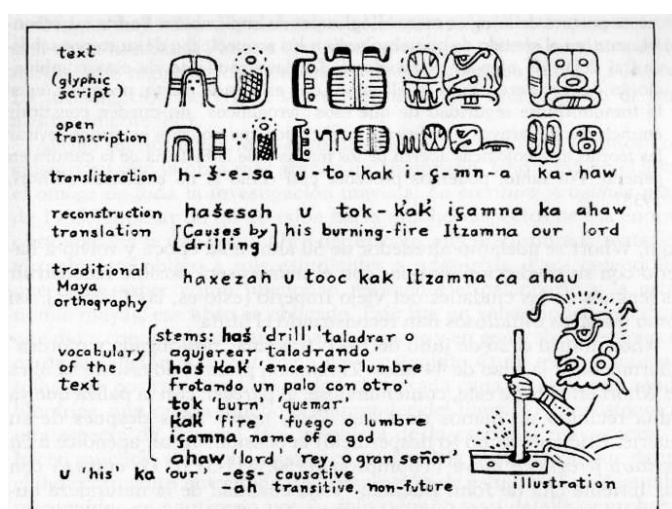 text
(glyphic
script)
open
transcription
transliteration h-š-e-sa u-to-kak i-ç-mn-a ka-haw
reconstruction hašesah u tok k'ak' içamna ka ahaw
translation [Causes by drilling] his burning-fire Itzamna our lord
traditional
Maya
orthography
haxezah u tooc kak Itzamna ca ahau
vocabulary
of the
text
stems: haš 'drill' 'taladrar o
agujerear taladrando'
haš kak 'encender lumbre
frotando un palo con otro'
tok 'burn' 'quemar'
kak 'fire' 'fuego o lumbre
içamna name of a god
ahaw 'lord' 'rey o gran señor'
u 'his' ka 'our' -es- causative
-ah transitive, non-future
illustration